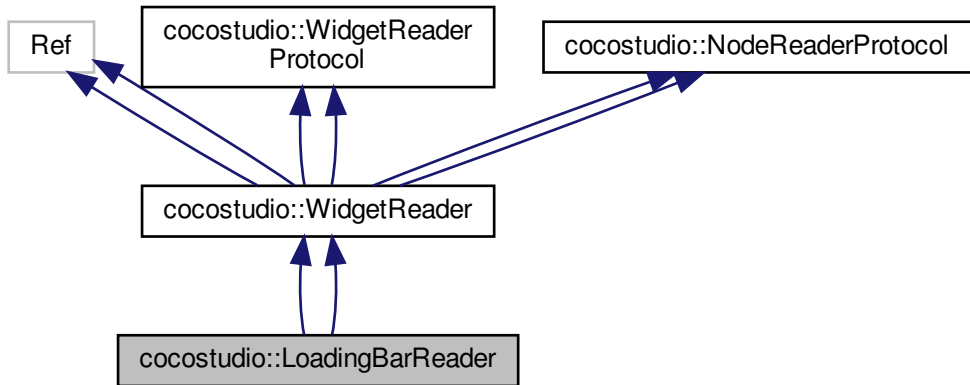 Ref
cocostudio::WidgetReader
Protocol
cocostudio::NodeReaderProtocol
cocostudio::WidgetReader
cocostudio::LoadingBarReader